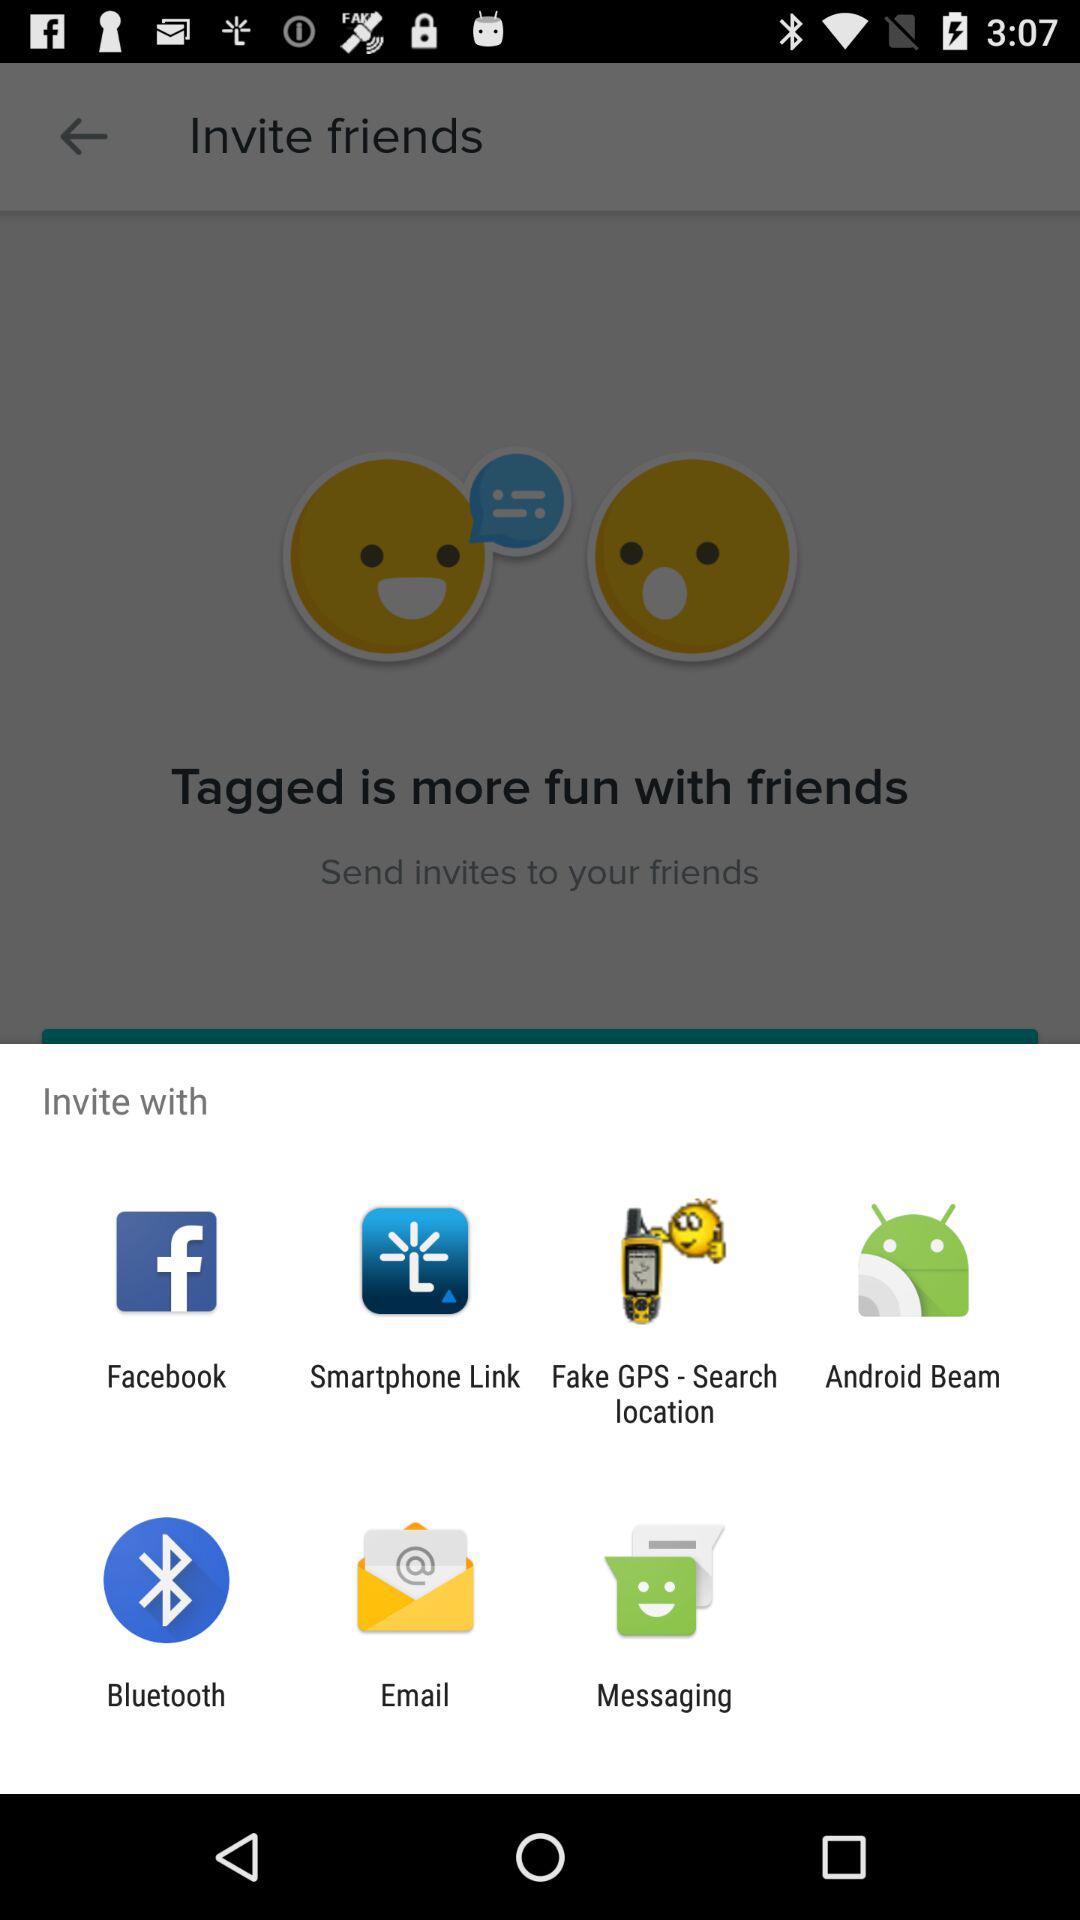 FAKE
3:07
Invite friends
Tagged is more fun with friends
Send invites to your friends
Invite with
Facebook
Smartphone Link
Fake GPS - Search
location
Android Beam
Bluetooth
Email
Messaging